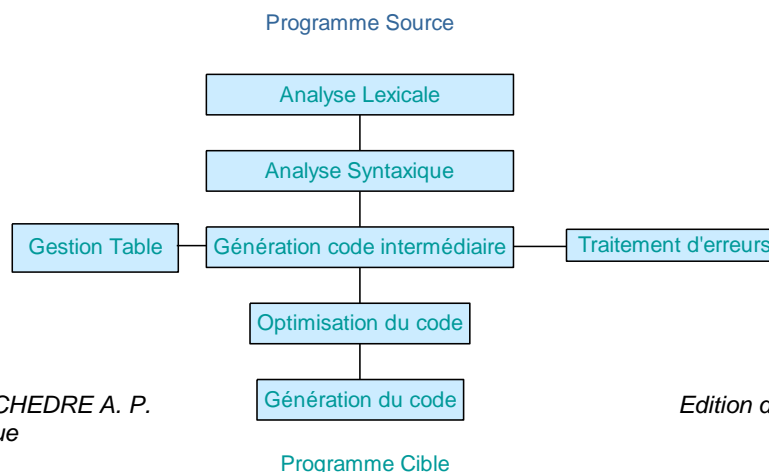 Programme Source
Analyse Lexicale
Analyse Syntaxique
Gestion Table
Génération code intermédiaire
Traitement d'erreurs
Optimisation du code
Génération du code
CHEDRE A. P.
Edition
Programme Cible